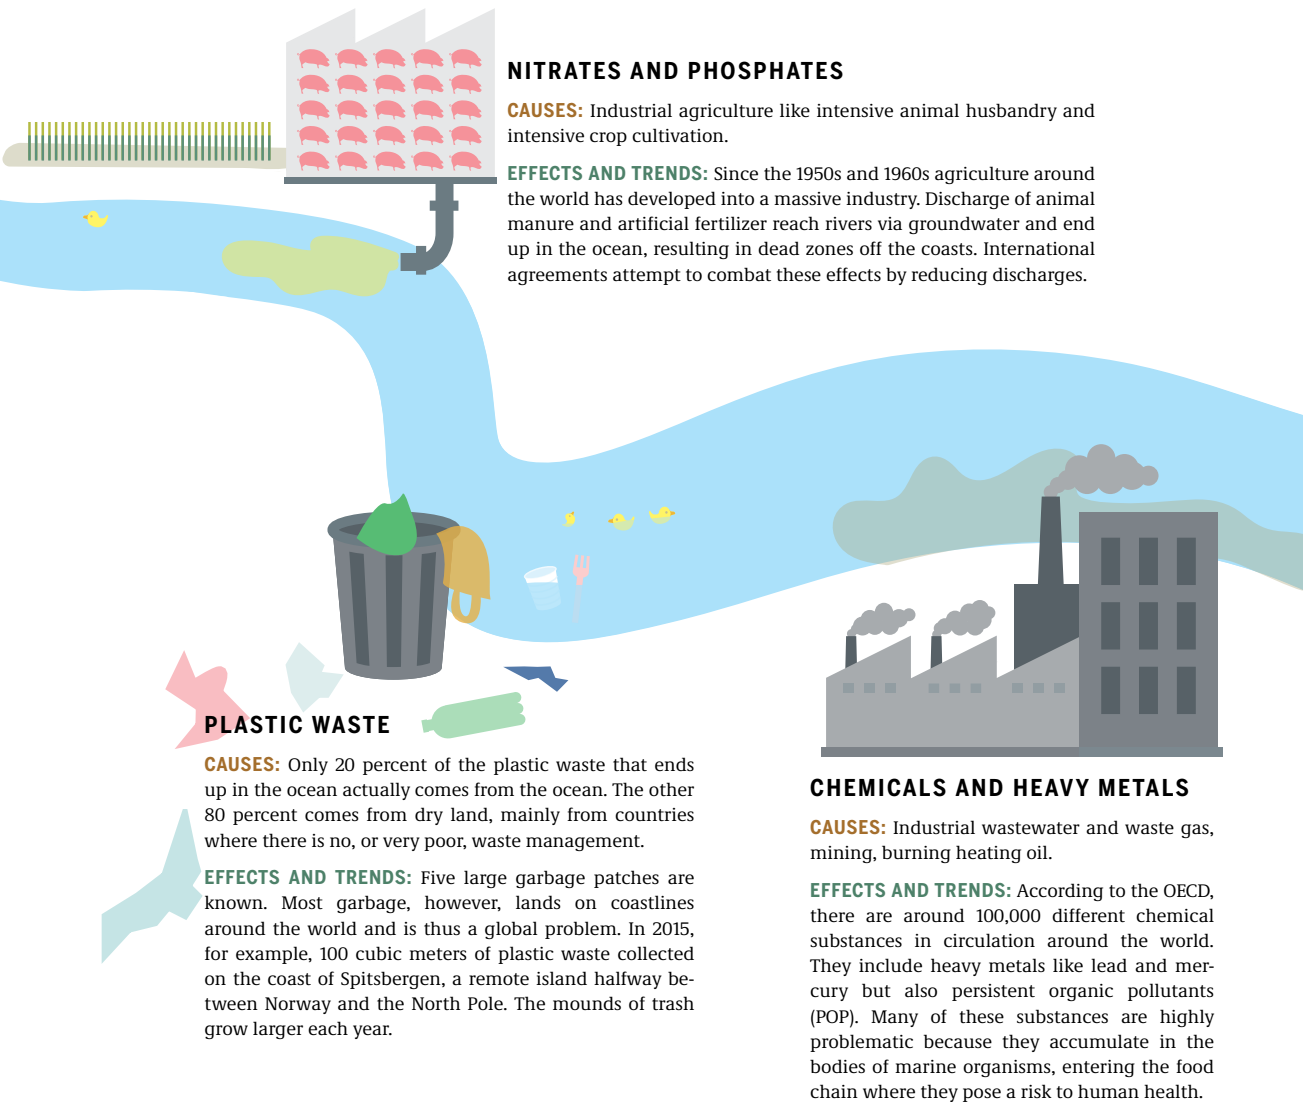 NITRATES AND PHOSPHATES
CAUSES: Industrial agriculture like intensive animal husbandry and
intensive crop cultivation.
EFFECTS AND TRENDS: Since the 1950s and 1960s agriculture around
the world has developed into a massive industry. Discharge of animal
manure and artificial fertilizer reach rivers via groundwater and end
up in the ocean, resulting in dead zones off the coasts. International
agreements attempt to combat these effects by reducing discharges.
PLASTIC WASTE
CAUSES: Only 20 percent of the plastic waste that ends
up in the ocean actually comes from the ocean. The other
80 percent comes from dry land, mainly from countries
where there is no, or very poor, waste management.
EFFECTS AND TRENDS: Five large garbage patches are
known. Most garbage, however, lands on coastlines
around the world and is thus a global problem. In 2015,
for example, 100 cubic meters of plastic waste collected
on the coast of Spitsbergen, a remote island halfway be-
tween Norway and the North Pole. The mounds of trash
grow larger each year.
CHEMICALS AND HEAVY METALS
CAUSES: Industrial wastewater and waste gas,
mining, burning heating oil.
EFFECTS AND TRENDS: According to the OECD,
there are around 100,000 different chemical
substances in circulation around the world.
They include heavy metals like lead and mer-
cury but also persistent organic pollutants
(POP). Many of these substances are highly
problematic because they accumulate in the
bodies of marine organisms, entering the food
chain where they pose a risk to human health.